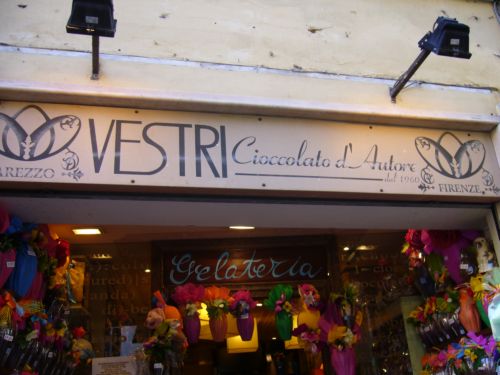 VESTRI Cioccolato d'Autore
dal 1960
AREZZO
FIRENZE
Gelateria